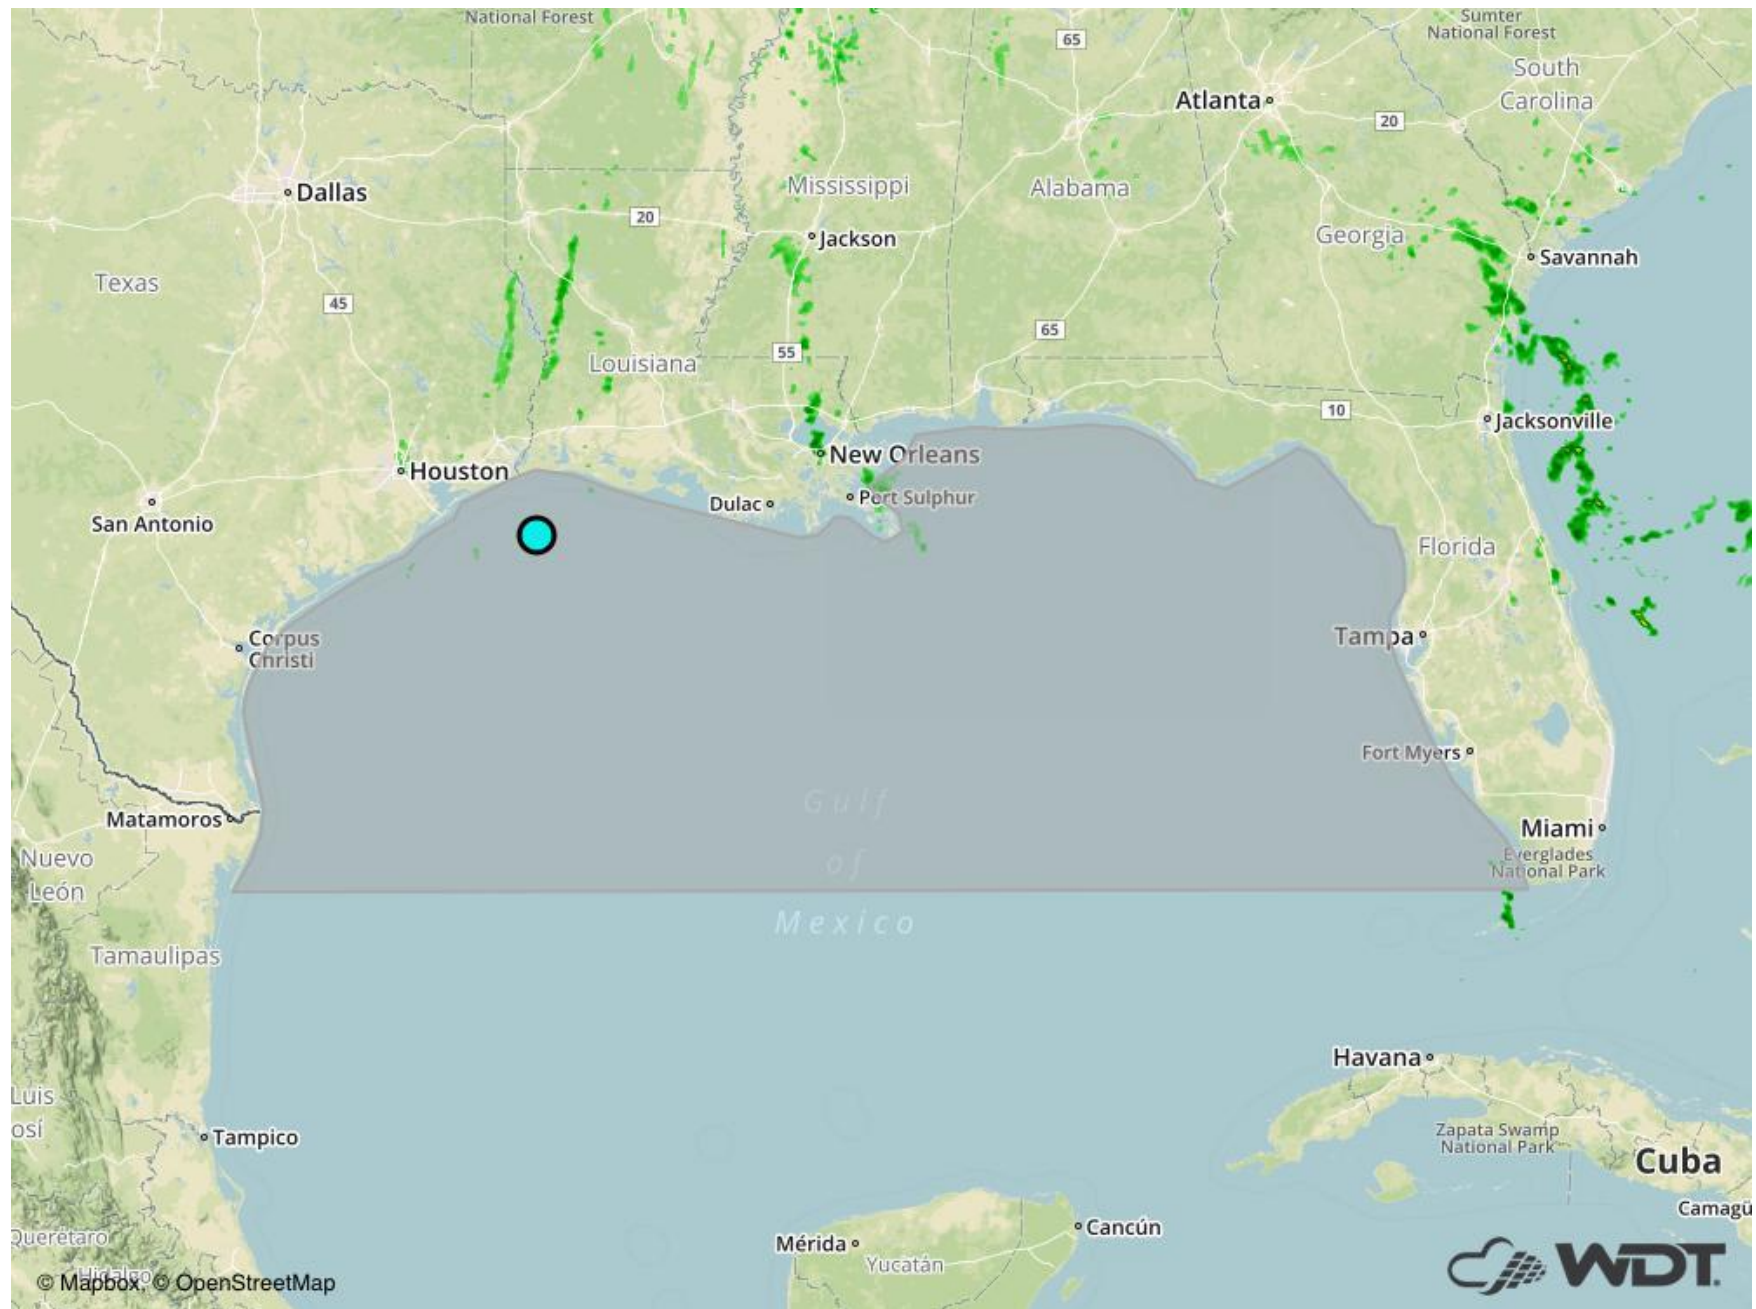 National Forest
65
Sumter
National Forest
South
Carolina
Atlanta
20
Dallas
Mississippi
Alabama
20
Jackson
Georgia
Savannah
Texas
45
65
55
Louisiana
10
Jacksonville
New Orleans
Houston
Dulac
Port Sulphur
San Antonio
Florida
Corpus
Christi
Tampa
Fort Myers
Gulf
of
Mexico
Matamoros
Miami
Everglades
National Park
Nuevo
León
Tamaulipas
Havana
Luis
osí
Zapata Swamp
National Park
Tampico
Cuba
Camagü
Cancún
Querétaro
Mérida
Yucatán
WDT.
Hidalgo
© Mapbox, © OpenStreetMap